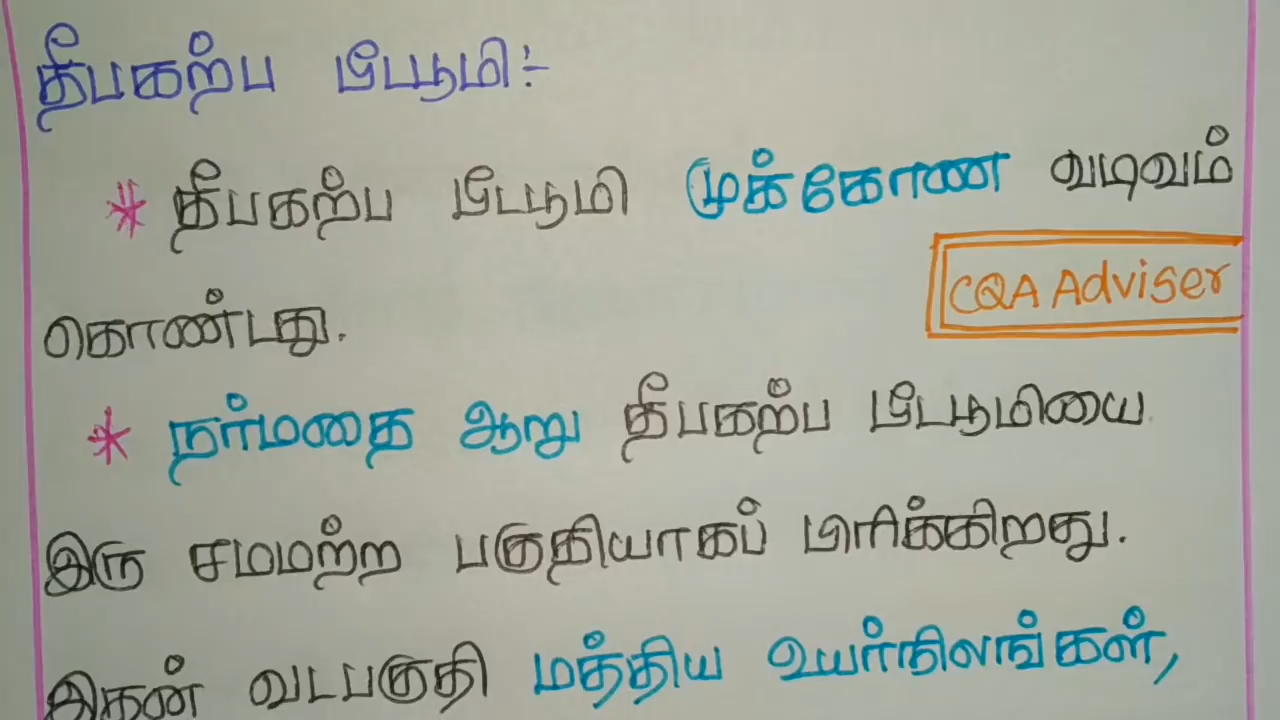 தீபகற்ப பீடபூமி:-
* தீபகற்ப பீடபூமி முக்கோண வடிவம்
CQA Adviser
கொண்டது.
* நர்மதை ஆறு தீபகற்ப பீடபூமியை
இரு சமமற்ற பகுதியாகப் பிரிக்கிறது.
இதன் வடபகுதி மத்திய உயர்நிலங்கள்,